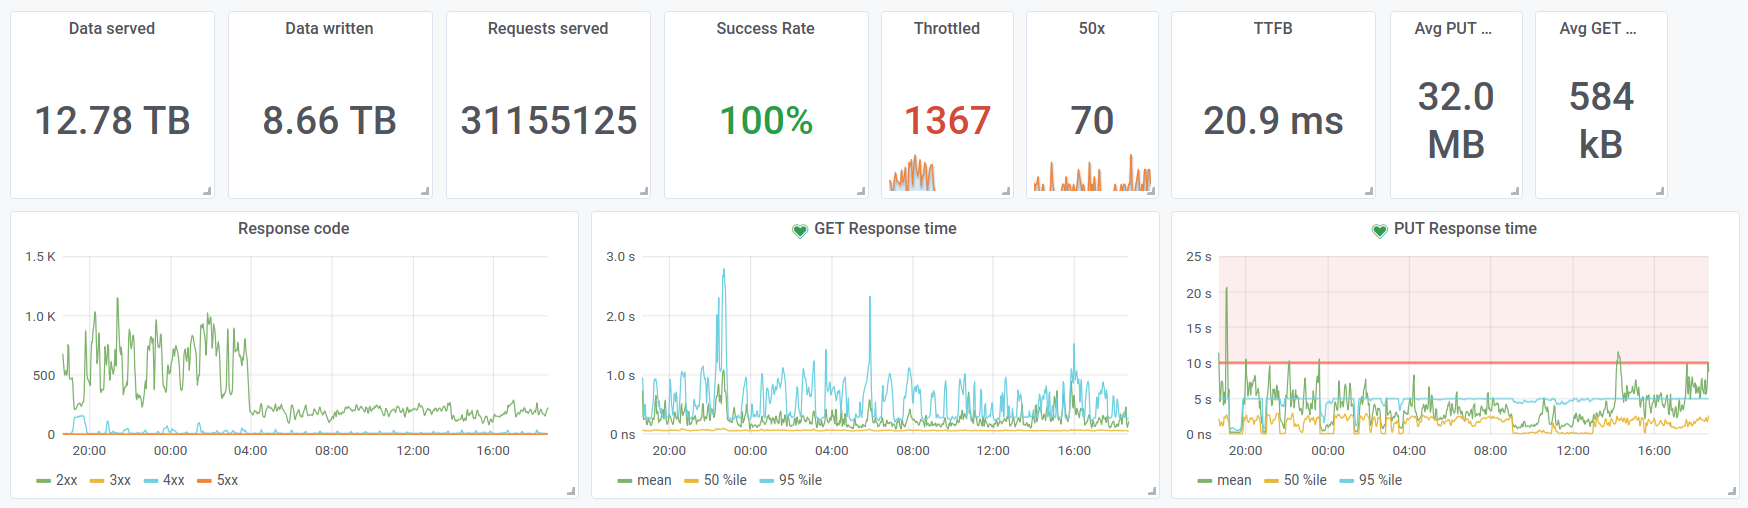 Data served
Data written
Requests served
Success Rate
Throttled
50x
TTFB
Avg PUT ...
Avg GET ...
12.78 TB
8.66 TB
31155125
100%
1367
70
20.9 ms
32.0
MB
584
kB
Response code
1.5 K
1.0 K
500
0
20:00
00:00
04:00
08:00
12:00
16:00
2xx
3xx
4xx
5xx
GET Response time
3.0 s
2.0 s
1.0 s
0 ns
20:00
00:00
04:00
08:00
12:00
16:00
mean
50 %ile
95 %ile
PUT Response time
25 s
20 s
15 s
10 s
5 s
0 ns
20:00
00:00
04:00
08:00
12:00
16:00
mean
50 %ile
95 %ile